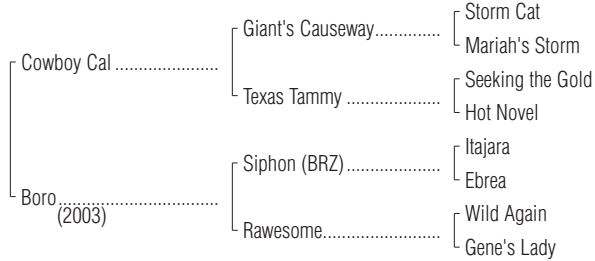 Storm Cat
Giant's Causeway..............
Mariah's Storm
Cowboy Cal ......................
Seeking the Gold
Texas Tammy ....................
Hot Novel
Itajara
Siphon (BRZ)....................
Ebrea
Boro..................................
(2003)
Wild Again
Rawesome.........................
Gene's Lady